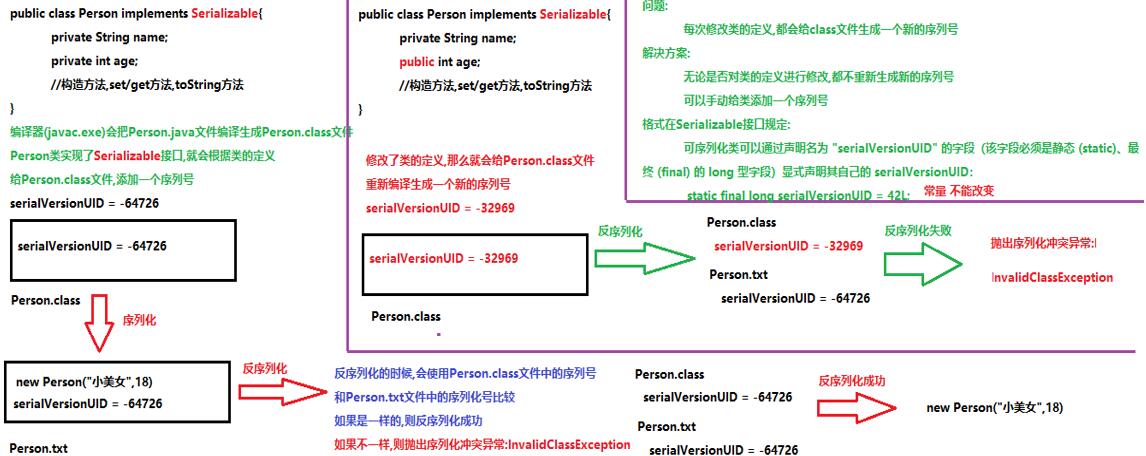 public class Person implements Serializable{
private String name;
private int age;
//构造方法,set/get方法,toString方法
}
编译器(javac.exe)会把Person.java文件编译生成Person.class文件
Person类实现了Serializable接口,就会根据类的定义
给Person.class文件,添加一个序列号
serialVersionUID = -64726
serialVersionUID = -64726
Person.class
序列化
new Person("小美女",18)
serialVersionUID = -64726
Person.txt
反序列化
反序列化的时候,会使用Person.class文件中的序列号
和Person.txt文件中的序列化号比较
如果是一样的,则反序列化成功
如果不一样,则抛出序列化冲突异常:InvalidClassException
Person.class
serialVersionUID = -64726
Person.txt
serialVersionUID = -64726
反序列化成功
new Person("小美女",18)
public class Person implements Serializable{
private String name;
public int age;
//构造方法,set/get方法,toString方法
}
修改了类的定义,那么就会给Person.class文件
重新编译生成一个新的序列号
serialVersionUID = -32969
serialVersionUID = -32969
Person.class
反序列化
Person.class
serialVersionUID = -32969
Person.txt
serialVersionUID = -64726
反序列化失败
抛出序列化冲突异常:
InvalidClassException
问题:
每次修改类的定义,都会给class文件生成一个新的序列号
解决方案:
无论是否对类的定义进行修改,都不重新生成新的序列号
可以手动给类添加一个序列号
格式在Serializable接口规定:
可序列化类可以通过声明名为 "serialVersionUID" 的字段（该字段必须是静态 (static)、最
终 (final) 的 long 型字段）显式声明其自己的 serialVersionUID:
static final long serialVersionUID = 42L; 常量 不能改变